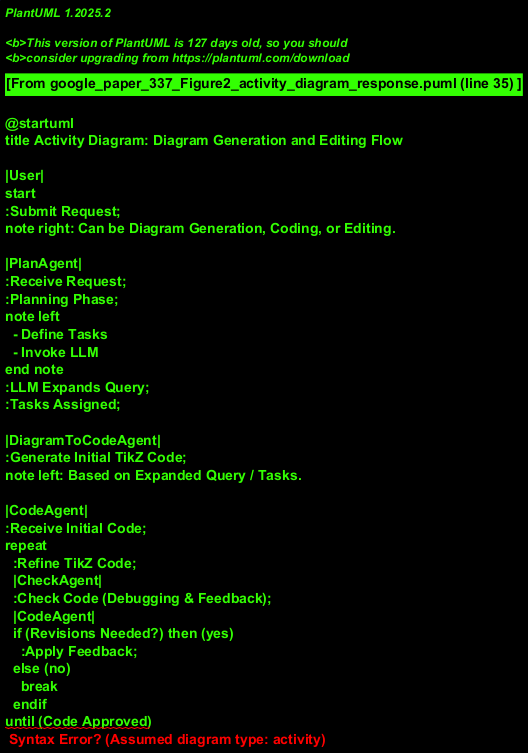 PlantUML 1.2025.2
<b>This version of PlantUML is 127 days old, so you should
<b>consider upgrading from https://plantuml.com/download
[From google_paper_337_Figure2_activity_diagram_response.puml (line 35) ]
@startuml
title Activity Diagram: Diagram Generation and Editing Flow
|User|
start
:Submit Request;
note right: Can be Diagram Generation, Coding, or Editing.
|PlanAgent|
:Receive Request;
:Planning Phase;
note left
- Define Tasks
- Invoke LLM
end note
:LLM Expands Query;
:Tasks Assigned;
|DiagramToCodeAgent|
:Generate Initial TikZ Code;
note left: Based on Expanded Query / Tasks.
|CodeAgent|
:Receive Initial Code;
repeat
:Refine TikZ Code;
|CheckAgent|
:Check Code (Debugging & Feedback);
|CodeAgent|
if (Revisions Needed?) then (yes)
:Apply Feedback;
else (no)
break
endif
until (Code Approved)
Syntax Error? (Assumed diagram type: activity)